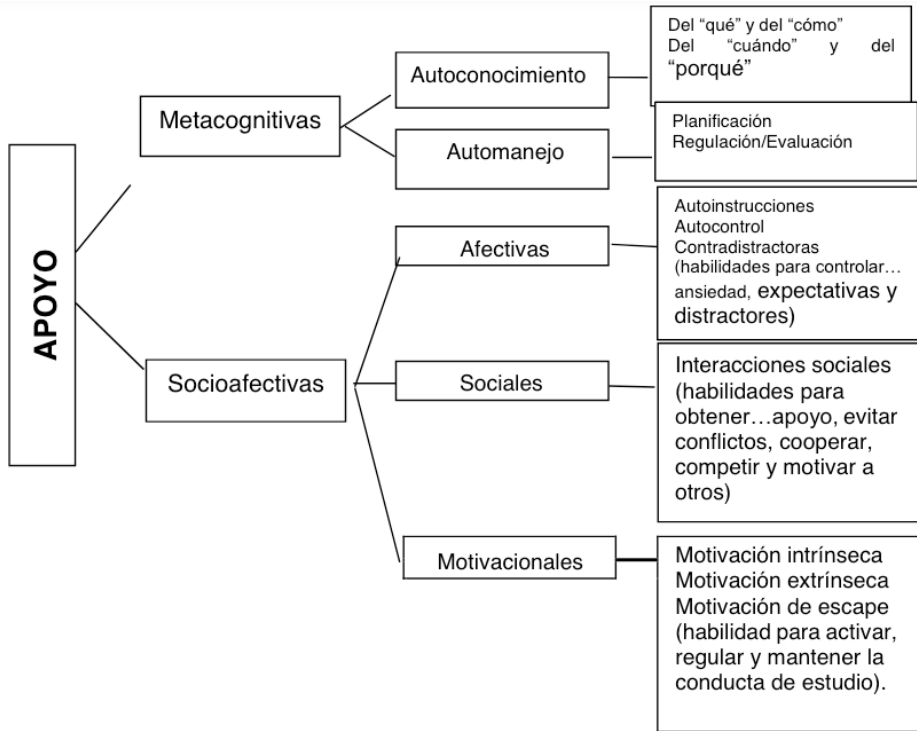 APOYO
Metacognitivas
Autoconocimiento
Del “qué” y del “cómo”
Del “cuándo” y del
“porqué”
Automanejo
Planificación
Regulación/Evaluación
Socioafectivas
Afectivas
Autoinstrucciones
Autocontrol
Contradistractoras
(habilidades para controlar…
ansiedad, expectativas y
distractores)
Sociales
Interacciones sociales
(habilidades para
obtener…apoyo, evitar
conflictos, cooperar,
competir y motivar a
otros)
Motivacionales
Motivación intrínseca
Motivación extrínseca
Motivación de escape
(habilidad para activar,
regular y mantener la
conducta de estudio).